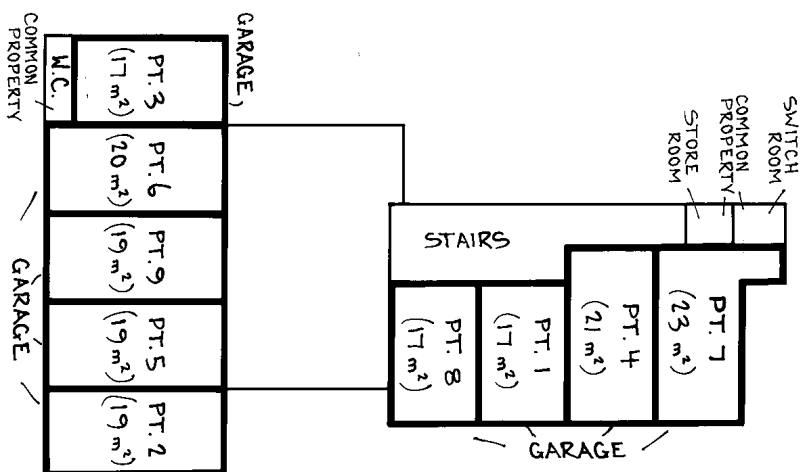 GARAGE,
COMMON
PROPERTY
W.C.
PT. 3
(17 m²)
PT. 6
(20 m²)
PT. 9
(19 m²)
PT. 5
(19 m²)
PT. 2
(19 m²)
GARAGE
SWITCH
ROOM
COMMON
PROPERTY
STORE
ROOM
STAIRS
PT. 7
(23 m²)
PT. 4
(21 m²)
PT. 1
(17 m²)
PT. 8
(17 m²)
GARAGE